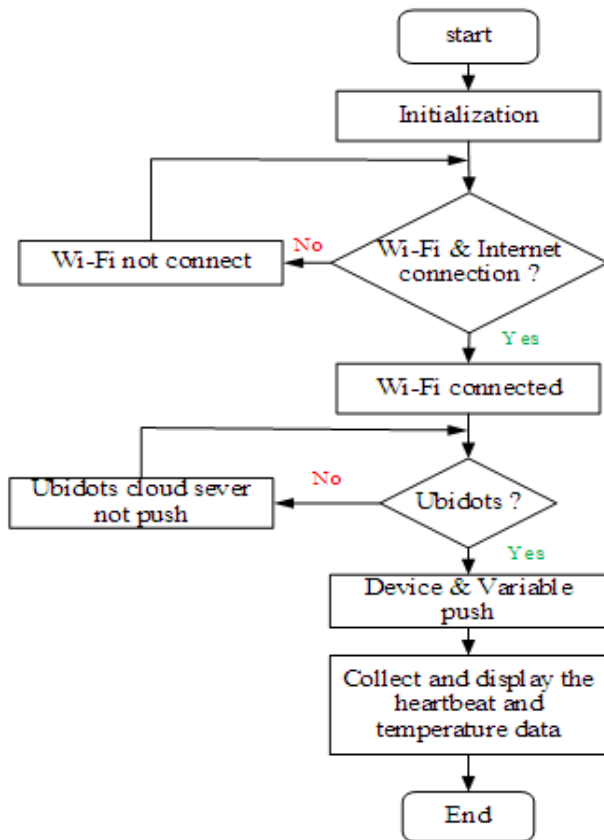 start
Initialization
No
Wi-Fi & Internet
connection ?
Wi-Fi not connect
Yes
Wi-Fi connected
No
Ubidots cloud sever
not push
Ubidots ?
Yes
Device & Variable
push
Collect and display the
heartbeat and
temperature data
End